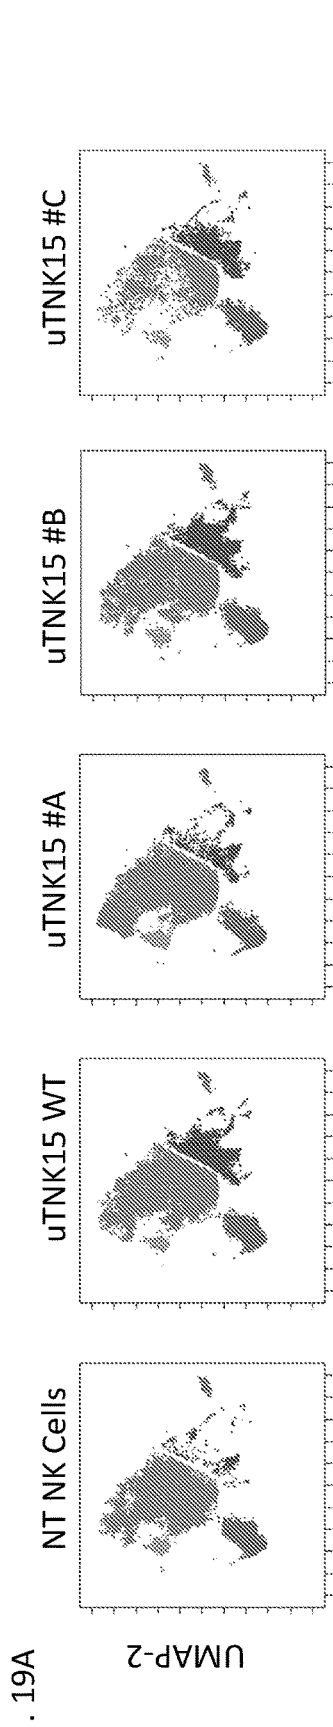 . 19A
NT NK Cells
uTNK15 WT
uTNK15 #A
uTNK15 #B
uTNK15 #C
UMAP-2